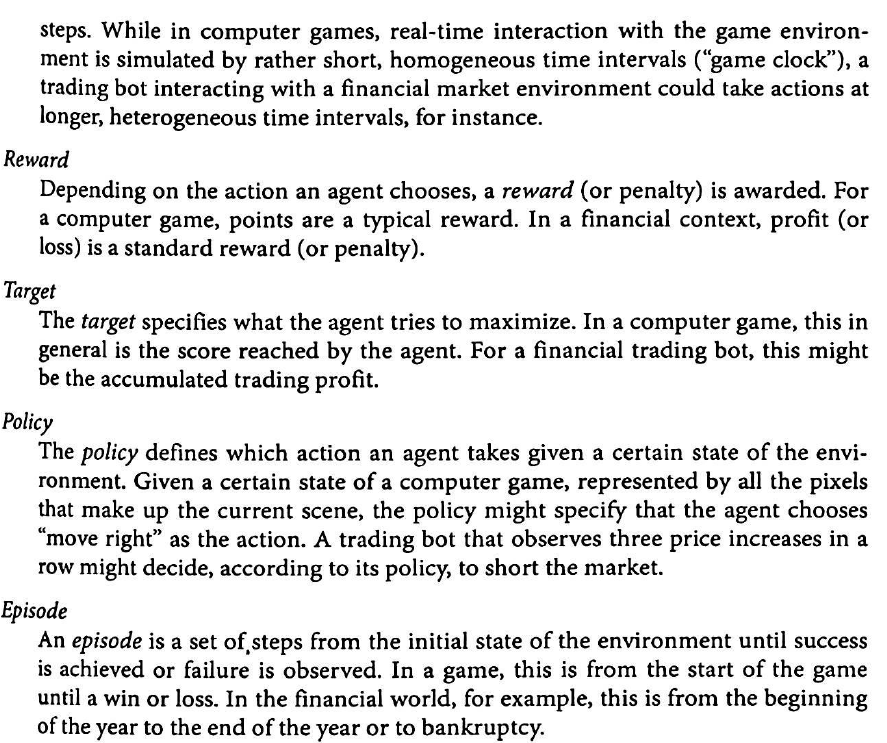 steps. While in computer games, real-time interaction with the game environ-
ment is simulated by rather short, homogeneous time intervals (“game clock”), a
trading bot interacting with a financial market environment could take actions at
longer, heterogeneous time intervals, for instance.
Reward
Depending on the action an agent chooses, a reward (or penalty) is awarded. For
a computer game, points are a typical reward. In a financial context, profit (or
loss) is a standard reward (or penalty).
Target
The target specifies what the agent tries to maximize. In a computer game, this in
general is the score reached by the agent. For a financial trading bot, this might
be the accumulated trading profit.
Policy
The policy defines which action an agent takes given a certain state of the envi-
ronment. Given a certain state of a computer game, represented by all the pixels
that make up the current scene, the policy might specify that the agent chooses
“move right” as the action. A trading bot that observes three price increases in a
row might decide, according to its policy, to short the market.
Episode
An episode is a set of steps from the initial state of the environment until success
is achieved or failure is observed. In a game, this is from the start of the game
until a win or loss. In the financial world, for example, this is from the beginning
of the year to the end of the year or to bankruptcy.